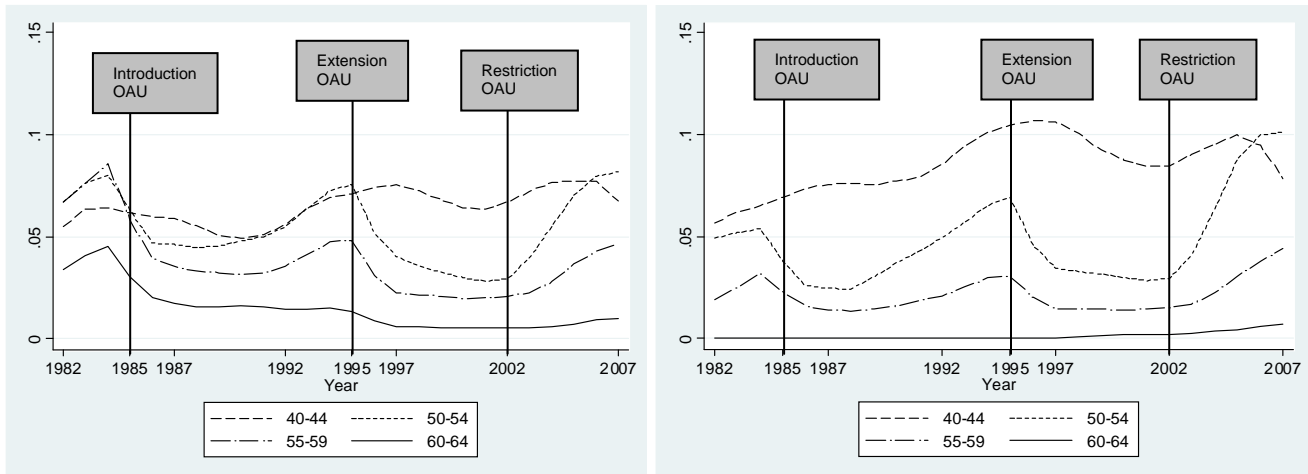 .15
.1
.05
0
Introduction
OAU
Extension
OAU
Restriction
OAU
1982 1985 1987 1992 1995 1997 2002 2007
Year
40-44 50-54
55-59 60-64
.15
.1
.05
0
Introduction
OAU
Extension
OAU
Restriction
OAU
1982 1985 1987 1992 1995 1997 2002 2007
Year
40-44 50-54
55-59 60-64